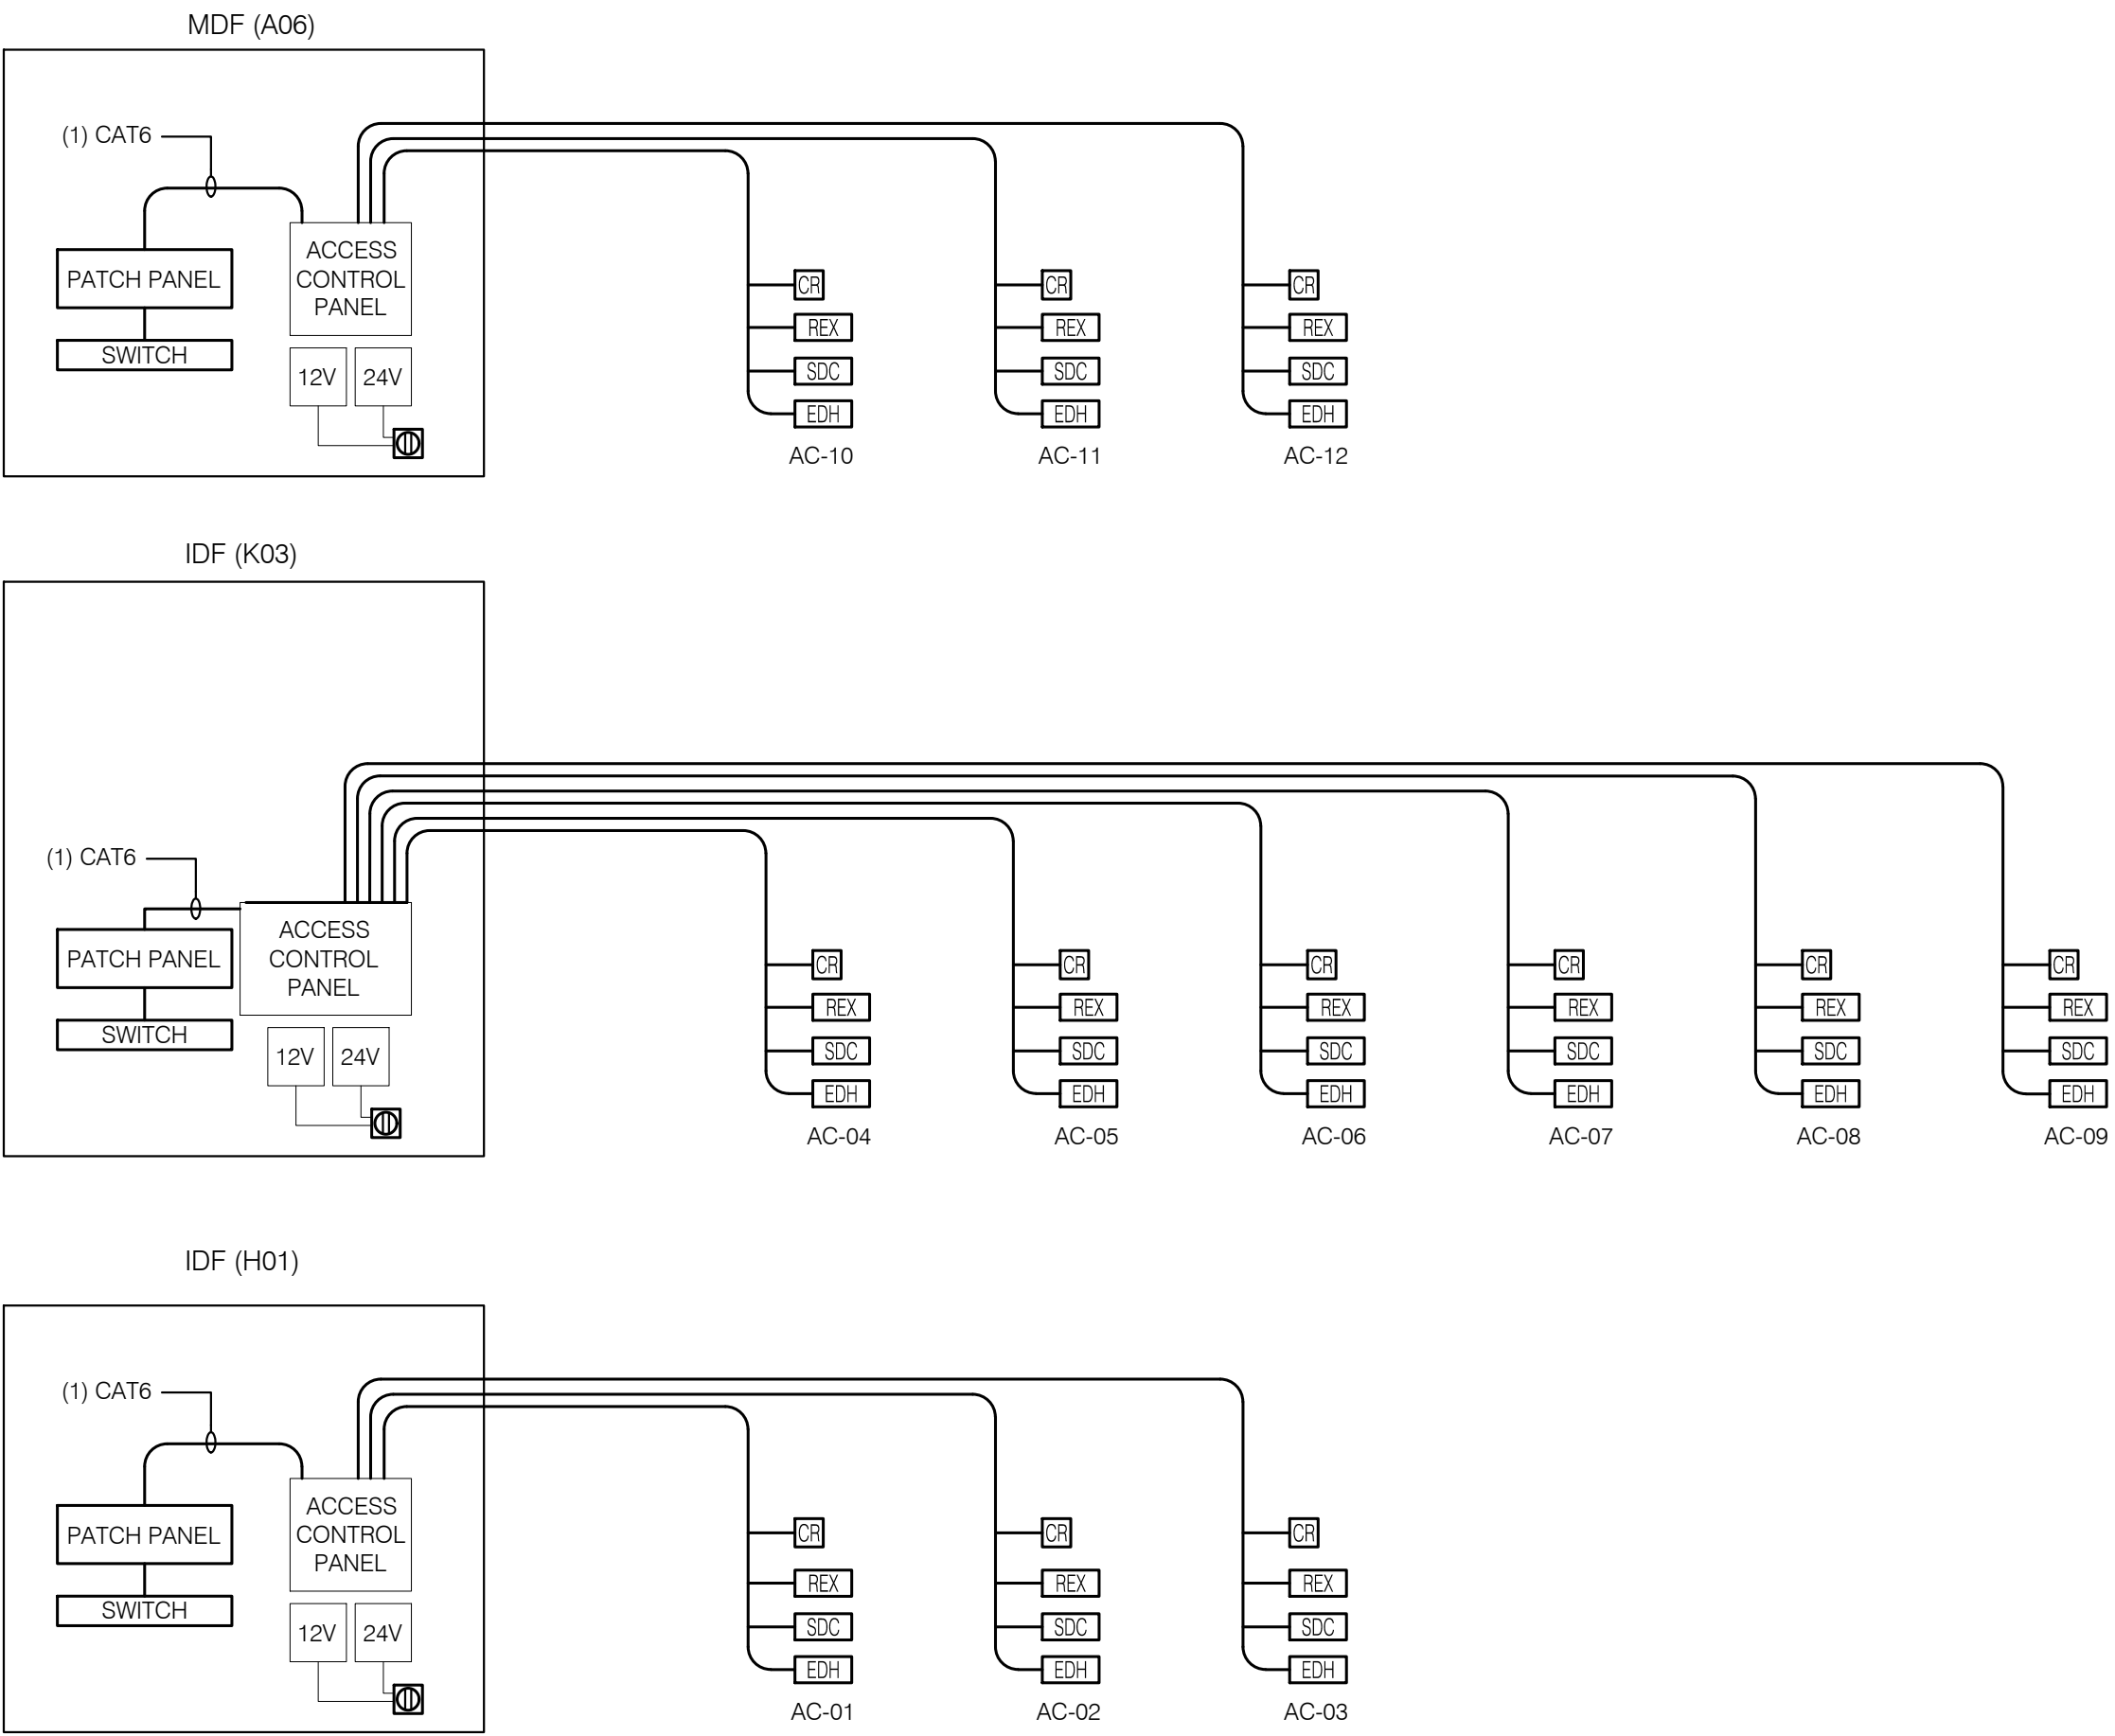 MDF (A06)
(1) CAT6
PATCH PANEL
SWITCH
ACCESS
CONTROL
PANEL
12V 24V
CR CR CR
REX REX REX
SDC SDC SDC
EDH EDH EDH
AC-10 AC-11 AC-12
IDF (K03)
(1) CAT6
PATCH PANEL
SWITCH
ACCESS
CONTROL
PANEL
12V 24V
CR CR CR CR CR CR
REX REX REX REX REX REX
SDC SDC SDC SDC SDC SDC
EDH EDH EDH EDH EDH EDH
AC-04 AC-05 AC-06 AC-07 AC-08 AC-09
IDF (H01)
(1) CAT6
PATCH PANEL
SWITCH
ACCESS
CONTROL
PANEL
12V 24V
CR CR CR
REX REX REX
SDC SDC SDC
EDH EDH EDH
AC-01 AC-02 AC-03